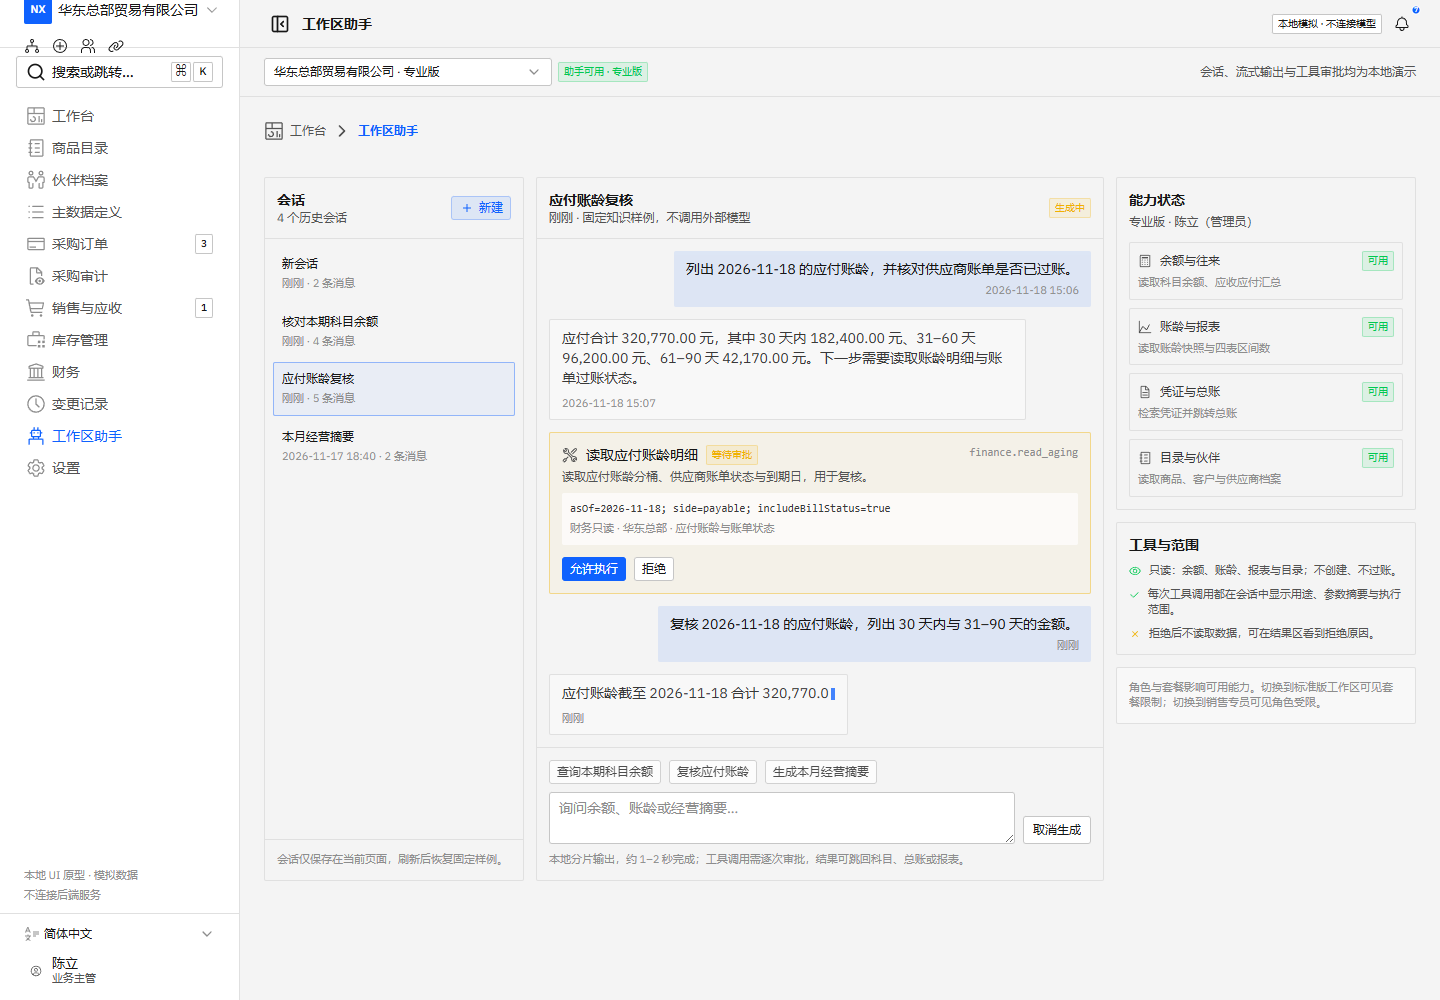 NX 华东总部贸易有限公司
搜索或跳转... ⌘ K
工作台
商品目录
伙伴档案
主数据定义
采购订单 3
采购审计
销售与应收 1
库存管理
财务
变更记录
工作区助手
设置
本地 UI 原型 · 模拟数据
不连接后端服务
简体中文
陈立
业务主管
工作区助手
本地模拟 · 不连接模型
?
华东总部贸易有限公司 · 专业版
助手可用 · 专业版
会话、流式输出与工具审批均为本地演示
工作台
工作区助手
会话
4 个历史会话
新建
新会话
刚刚 · 2 条消息
核对本期科目余额
刚刚 · 4 条消息
应付账龄复核
刚刚 · 5 条消息
本月经营摘要
2026-11-17 18:40 · 2 条消息
会话仅保存在当前页面，刷新后恢复固定样例。
应付账龄复核
刚刚 · 固定知识样例，不调用外部模型
生成中
列出 2026-11-18 的应付账龄，并核对供应商账单是否已过账。
2026-11-18 15:06
应付合计 320,770.00 元，其中 30 天内 182,400.00 元、31–60 天
96,200.00 元、61–90 天 42,170.00 元。下一步需要读取账龄明细与账
单过账状态。
2026-11-18 15:07
读取应付账龄明细
等待审批
finance.read_aging
读取应付账龄分桶、供应商账单状态与到期日，用于复核。
asOf=2026-11-18; side=payable; includeBillStatus=true
财务只读 · 华东总部 · 应付账龄与账单状态
允许执行
拒绝
复核 2026-11-18 的应付账龄，列出 30 天内与 31–90 天的金额。
刚刚
应付账龄截至 2026-11-18 合计 320,770.0
刚刚
查询本期科目余额
复核应付账龄
生成本月经营摘要
询问余额、账龄或经营摘要...
取消生成
本地分片输出，约 1–2 秒完成；工具调用需逐次审批，结果可跳回科目、总账或报表。
能力状态
专业版 · 陈立（管理员）
余额与往来
可用
读取科目余额、应收应付汇总
账龄与报表
可用
读取账龄快照与四表区间数
凭证与总账
可用
检索凭证并跳转总账
目录与伙伴
可用
读取商品、客户与供应商档案
工具与范围
只读：余额、账龄、报表与目录；不创建、不过账。
每次工具调用都在会话中显示用途、参数摘要与执行
范围。
拒绝后不读取数据，可在结果区看到拒绝原因。
角色与套餐影响可用能力。切换到标准版工作区可见套
餐限制；切换到销售专员可见角色受限。